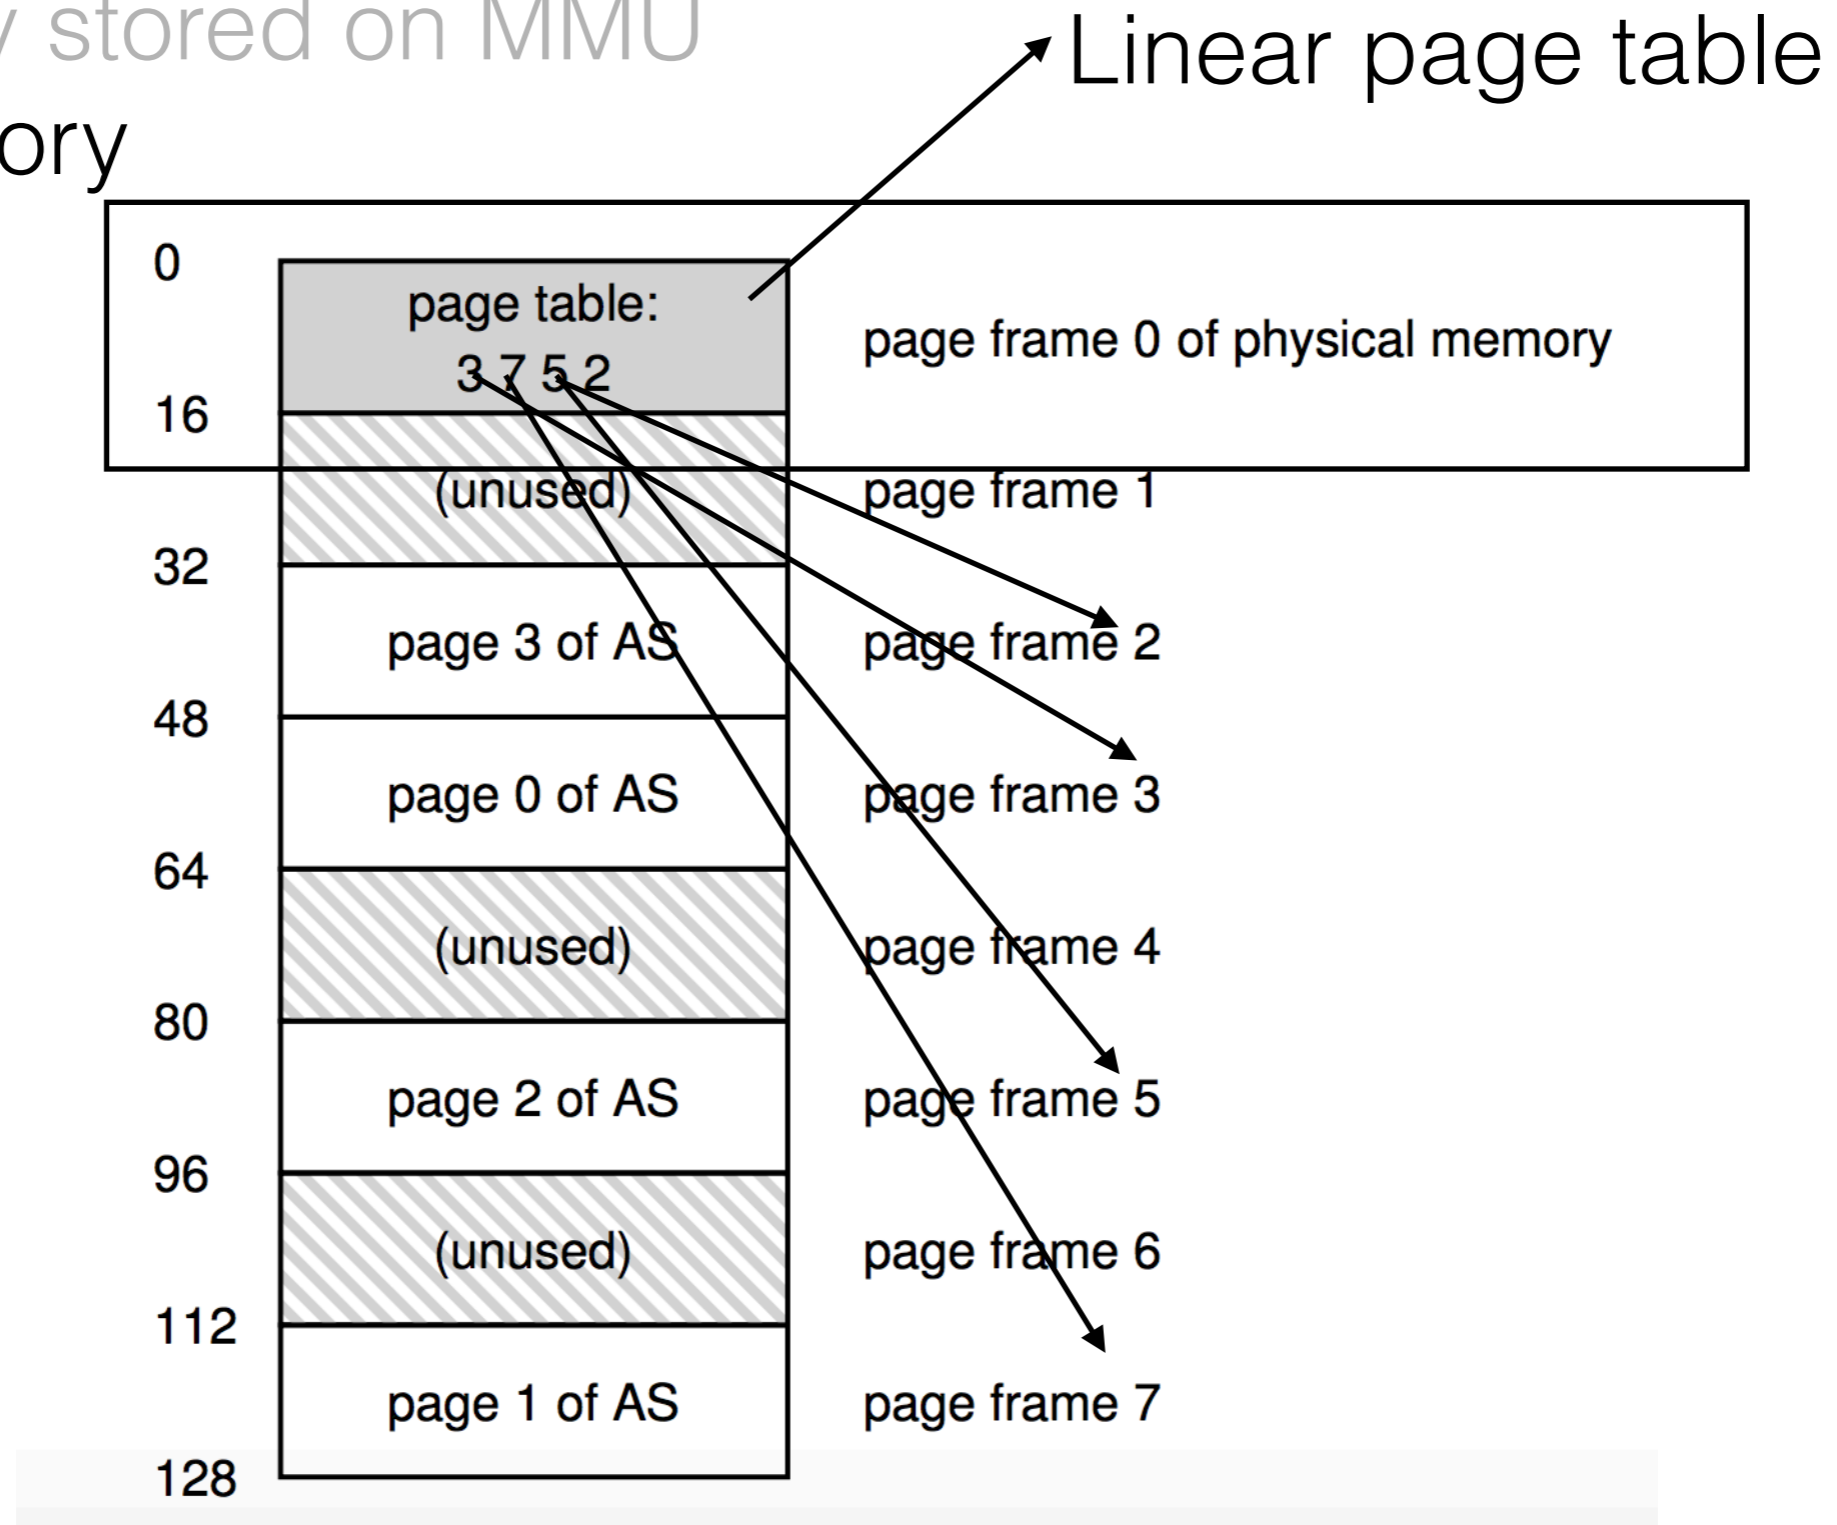 y stored on MMU
Linear page table
ory
0
page table:
3 7 5 2
page frame 0 of physical memory
16
(unused)
page frame 1
32
page 3 of AS
page frame 2
48
page 0 of AS
page frame 3
64
(unused)
page frame 4
80
page 2 of AS
page frame 5
96
(unused)
page frame 6
112
page 1 of AS
page frame 7
128